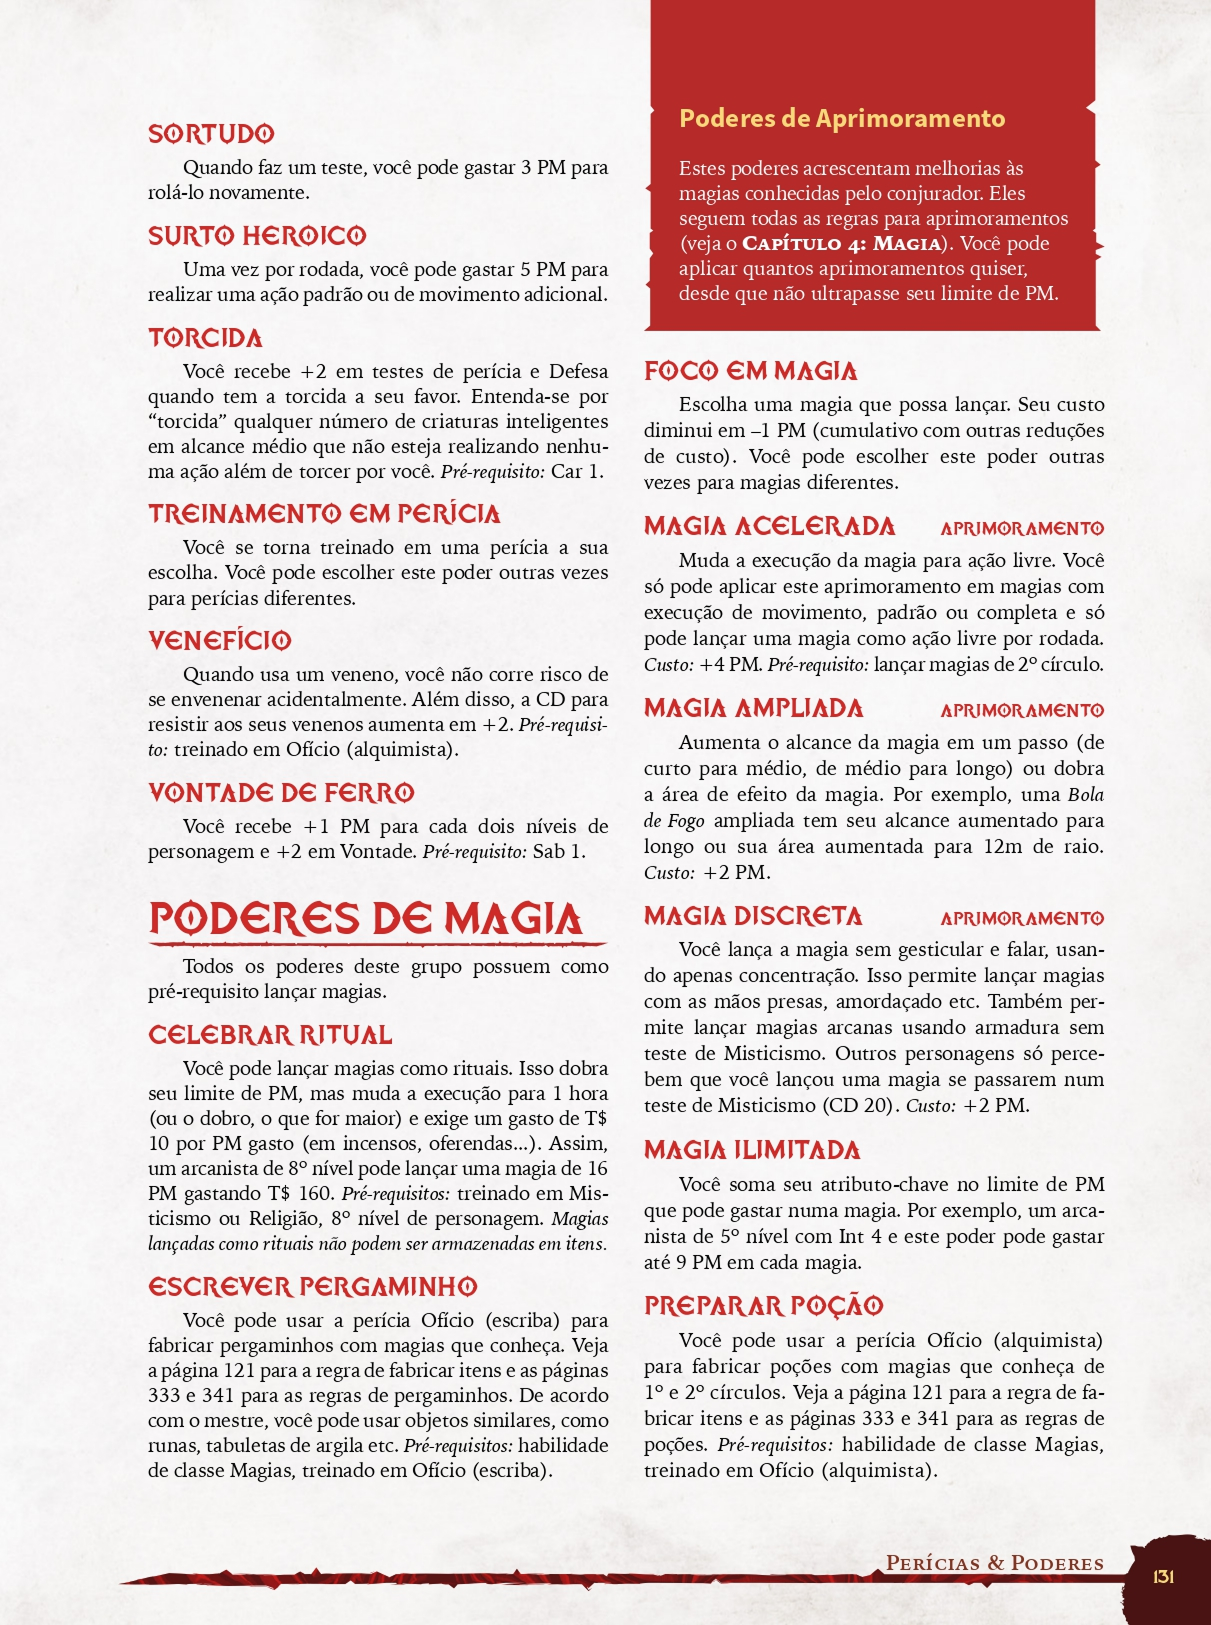 SORTUDO
Quando faz um teste, você pode gastar 3 PM para
rolá-lo novamente.
SURTO HEROICO
Uma vez por rodada, você pode gastar 5 PM para
realizar uma ação padrão ou de movimento adicional.
TORCIDA
Você recebe +2 em testes de perícia e Defesa
quando tem a torcida a seu favor. Entenda-se por
“torcida” qualquer número de criaturas inteligentes
em alcance médio que não esteja realizando nenhu-
ma ação além de torcer por você. Pré-requisito: Car 1.
TREINAMENTO EM PERÍCIA
Você se torna treinado em uma perícia a sua
escolha. Você pode escolher este poder outras vezes
para perícias diferentes.
VENEFÍCIO
Quando usa um veneno, você não corre risco de
se envenenar acidentalmente. Além disso, a CD para
resistir aos seus venenos aumenta em +2. Pré-requisi-
to: treinado em Ofício (alquimista).
VONTADE DE FERRO
Você recebe +1 PM para cada dois níveis de
personagem e +2 em Vontade. Pré-requisito: Sab 1.
PODERES DE MAGIA
Todos os poderes deste grupo possuem como
pré-requisito lançar magias.
CELEBRAR RITUAL
Você pode lançar magias como rituais. Isso dobra
seu limite de PM, mas muda a execução para 1 hora
(ou o dobro, o que for maior) e exige um gasto de T$
10 por PM gasto (em incensos, oferendas...). Assim,
um arcanista de 8º nível pode lançar uma magia de 16
PM gastando T$ 160. Pré-requisitos: treinado em Mis-
ticismo ou Religião, 8º nível de personagem. Magias
lançadas como rituais não podem ser armazenadas em itens.
ESCREVER PERGAMINHO
Você pode usar a perícia Ofício (escriba) para
fabricar pergaminhos com magias que conheça. Veja
a página 121 para a regra de fabricar itens e as páginas
333 e 341 para as regras de pergaminhos. De acordo
com o mestre, você pode usar objetos similares, como
runas, tabuletas de argila etc. Pré-requisitos: habilidade
de classe Magias, treinado em Ofício (escriba).
Poderes de Aprimoramento
Estes poderes acrescentam melhorias às
magias conhecidas pelo conjurador. Eles
seguem todas as regras para aprimoramentos
(veja o CAPÍTULO 4: MAGIA). Você pode
aplicar quantos aprimoramentos quiser,
desde que não ultrapasse seu limite de PM.
FOCO EM MAGIA
Escolha uma magia que possa lançar. Seu custo
diminui em –1 PM (cumulativo com outras reduções
de custo). Você pode escolher este poder outras
vezes para magias diferentes.
MAGIA ACELERADA APRIMORAMENTO
Muda a execução da magia para ação livre. Você
só pode aplicar este aprimoramento em magias com
execução de movimento, padrão ou completa e só
pode lançar uma magia como ação livre por rodada.
Custo: +4 PM. Pré-requisito: lançar magias de 2º círculo.
MAGIA AMPLIADA APRIMORAMENTO
Aumenta o alcance da magia em um passo (de
curto para médio, de médio para longo) ou dobra
a área de efeito da magia. Por exemplo, uma Bola
de Fogo ampliada tem seu alcance aumentado para
longo ou sua área aumentada para 12m de raio.
Custo: +2 PM.
MAGIA DISCRETA APRIMORAMENTO
Você lança a magia sem gesticular e falar, usan-
do apenas concentração. Isso permite lançar magias
com as mãos presas, amordaçado etc. Também per-
mite lançar magias arcanas usando armadura sem
teste de Misticismo. Outros personagens só perce-
bem que você lançou uma magia se passarem num
teste de Misticismo (CD 20). Custo: +2 PM.
MAGIA ILIMITADA
Você soma seu atributo-chave no limite de PM
que pode gastar numa magia. Por exemplo, um arca-
nista de 5º nível com Int 4 e este poder pode gastar
até 9 PM em cada magia.
PREPARAR POÇÃO
Você pode usar a perícia Ofício (alquimista)
para fabricar poções com magias que conheça de
1º e 2º círculos. Veja a página 121 para a regra de fa-
bricar itens e as páginas 333 e 341 para as regras de
poções. Pré-requisitos: habilidade de classe Magias,
treinado em Ofício (alquimista).
PERÍCIAS & PODERES
131